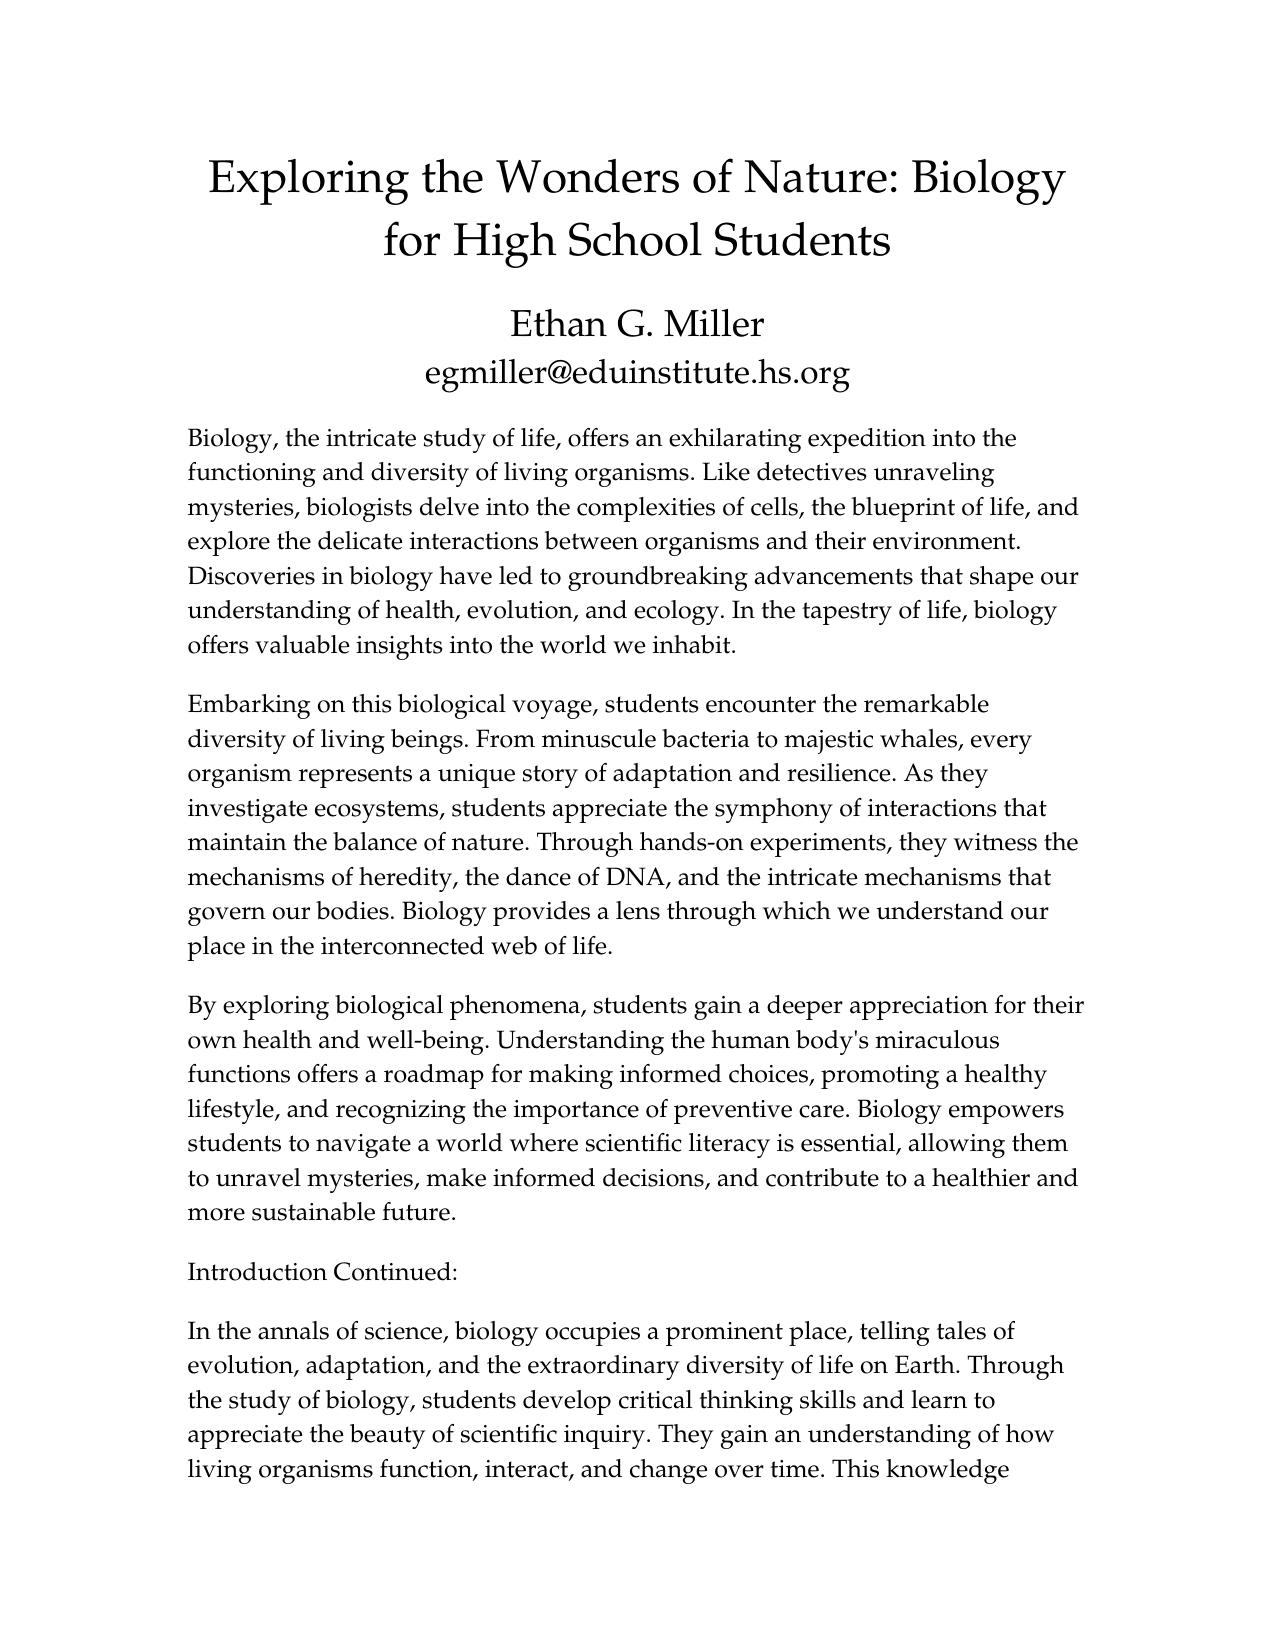 Exploring the Wonders of Nature: Biology
for High School Students
Ethan G. Miller
egmiller@eduinstitute.hs.org
Biology, the intricate study of life, offers an exhilarating expedition into the
functioning and diversity of living organisms. Like detectives unraveling
mysteries, biologists delve into the complexities of cells, the blueprint of life, and
explore the delicate interactions between organisms and their environment.
Discoveries in biology have led to groundbreaking advancements that shape our
understanding of health, evolution, and ecology. In the tapestry of life, biology
offers valuable insights into the world we inhabit.
Embarking on this biological voyage, students encounter the remarkable
diversity of living beings. From minuscule bacteria to majestic whales, every
organism represents a unique story of adaptation and resilience. As they
investigate ecosystems, students appreciate the symphony of interactions that
maintain the balance of nature. Through hands-on experiments, they witness the
mechanisms of heredity, the dance of DNA, and the intricate mechanisms that
govern our bodies. Biology provides a lens through which we understand our
place in the interconnected web of life.
By exploring biological phenomena, students gain a deeper appreciation for their
own health and well-being. Understanding the human body's miraculous
functions offers a roadmap for making informed choices, promoting a healthy
lifestyle, and recognizing the importance of preventive care. Biology empowers
students to navigate a world where scientific literacy is essential, allowing them
to unravel mysteries, make informed decisions, and contribute to a healthier and
more sustainable future.
Introduction Continued:
In the annals of science, biology occupies a prominent place, telling tales of
evolution, adaptation, and the extraordinary diversity of life on Earth. Through
the study of biology, students develop critical thinking skills and learn to
appreciate the beauty of scientific inquiry. They gain an understanding of how
living organisms function, interact, and change over time. This knowledge